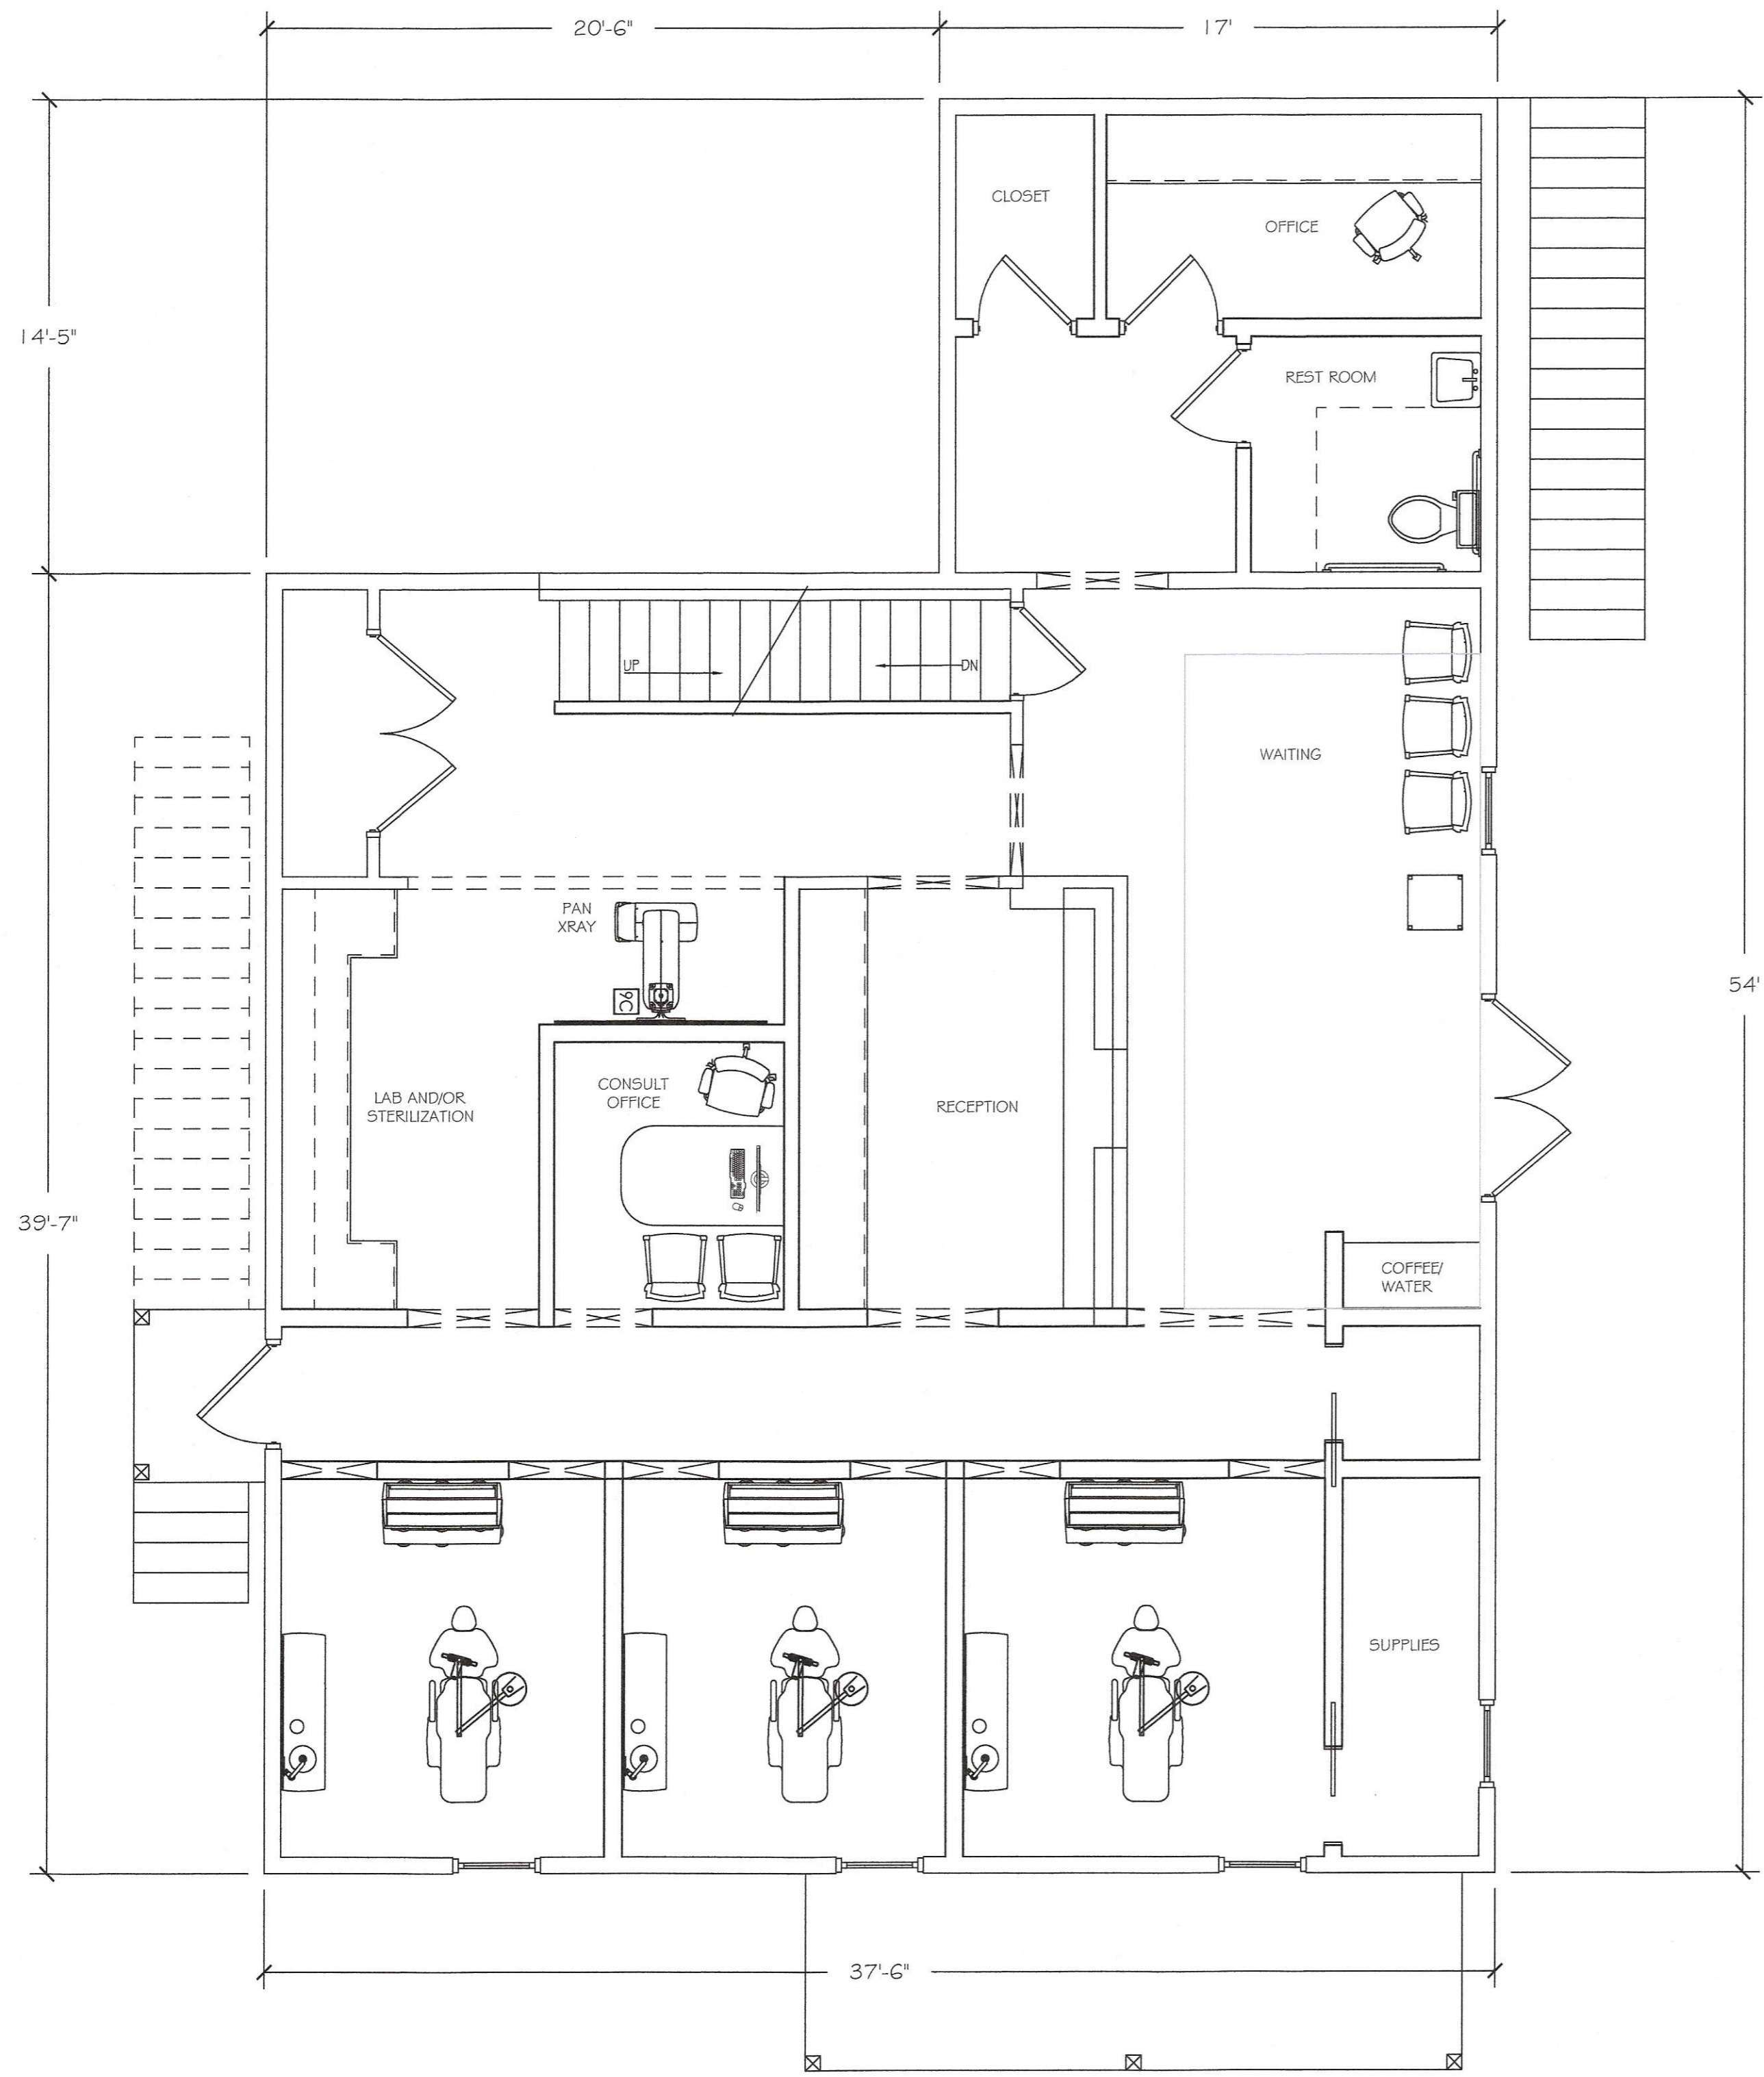 20'-6"
17'
CLOSET
OFFICE
14'-5"
REST ROOM
UP
DN
WAITING
PAN
XRAY
9C
54'
CONSULT
OFFICE
LAB AND/OR
STERILIZATION
RECEPTION
39'-7"
COFFEE/
WATER
SUPPLIES
37'-6"